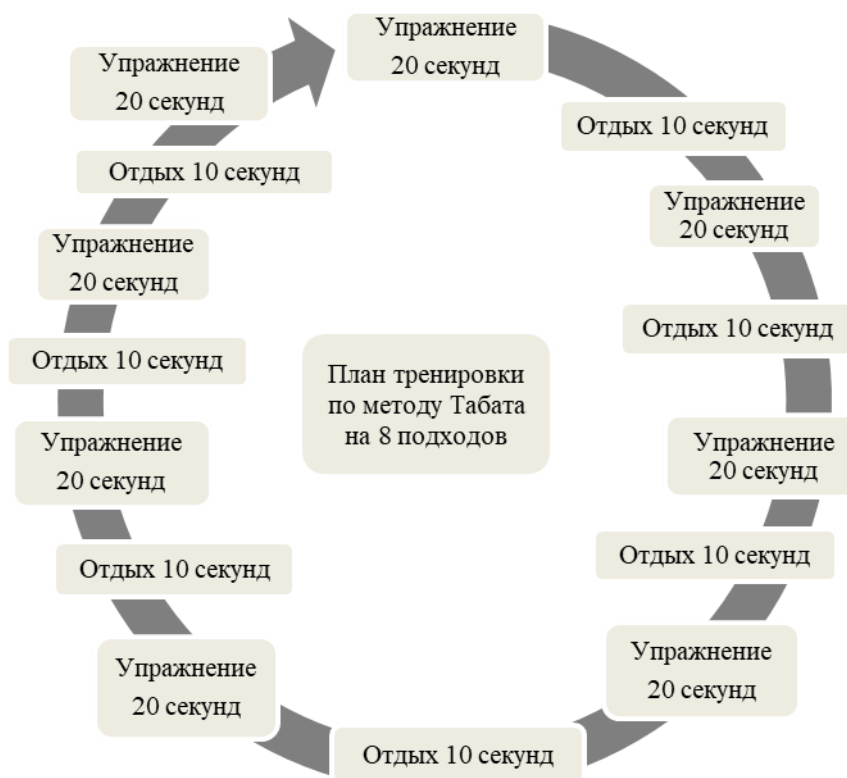 Упражнение
20 секунд
Отдых 10 секунд
Упражнение
20 секунд
Отдых 10 секунд
Упражнение
20 секунд
Отдых 10 секунд
Упражнение
20 секунд
Отдых 10 секунд
Упражнение
20 секунд
Отдых 10 секунд
Упражнение
20 секунд
Отдых 10 секунд
Упражнение
20 секунд
Отдых 10 секунд
Упражнение
20 секунд
План тренировки
по методу Табата
на 8 подходов